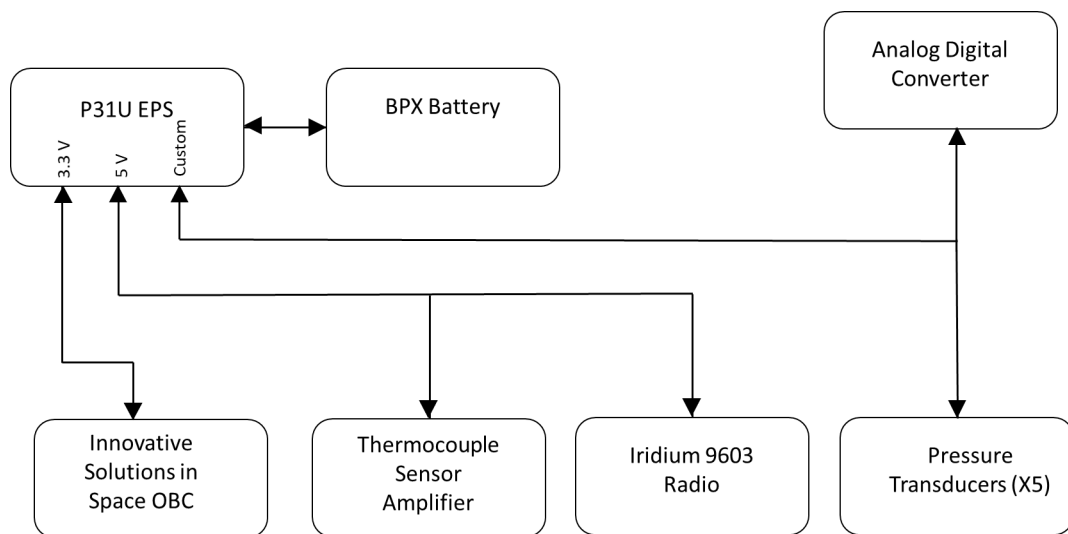 Analog Digital
Converter
P31U EPS
BPX Battery
3.3 V
5 V
Custom
Innovative
Solutions in
Space OBC
Thermocouple
Sensor
Amplifier
Iridium 9603
Radio
Pressure
Transducers (X5)